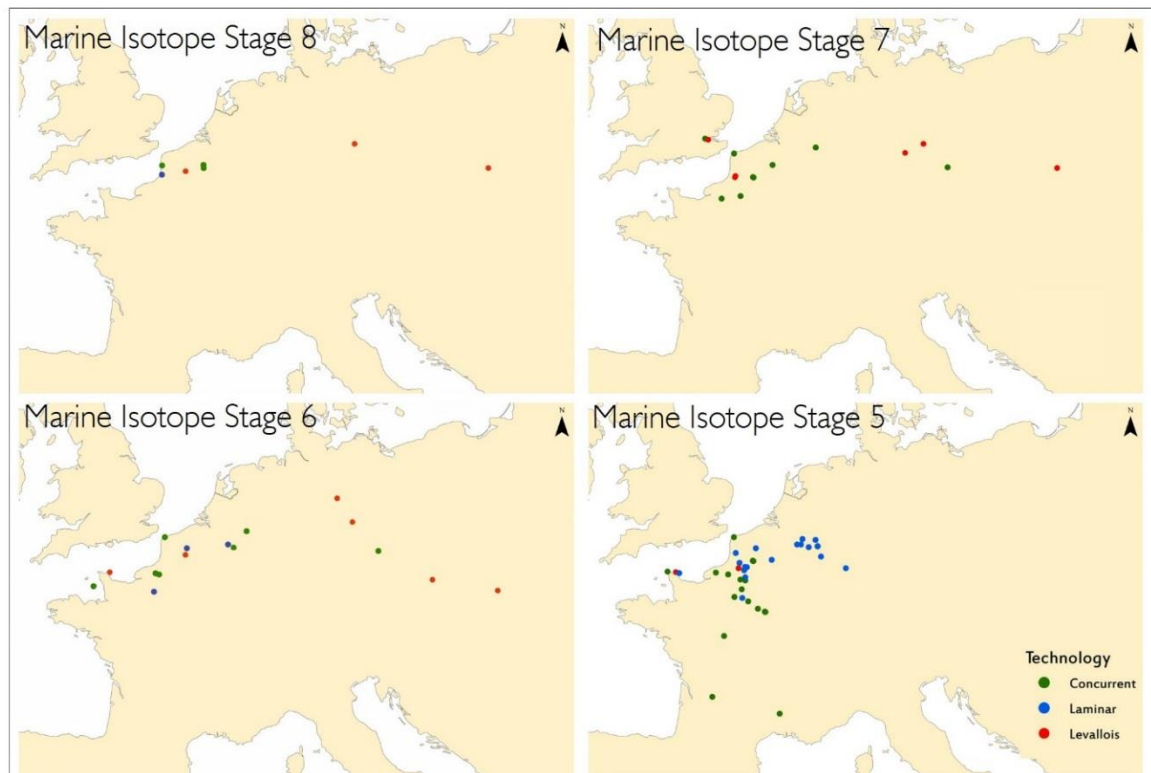 Marine Isotope Stage 8
N
Marine Isotope Stage 7
N
Marine Isotope Stage 6
N
Marine Isotope Stage 5
N
Technology
Concurrent
Laminar
Levallois